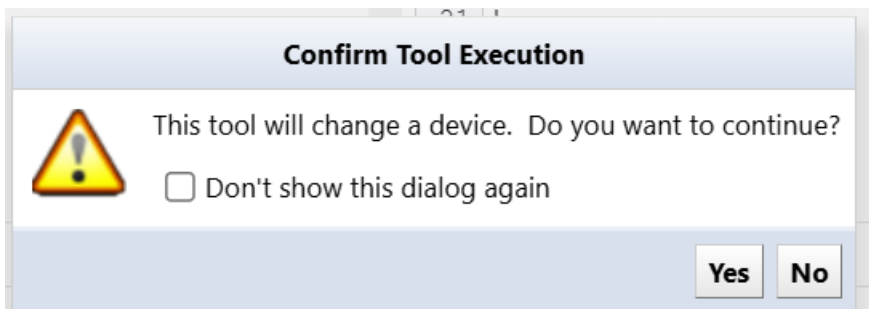 Confirm Tool Execution
This tool will change a device.  Do you want to continue?
Don't show this dialog again
Yes No